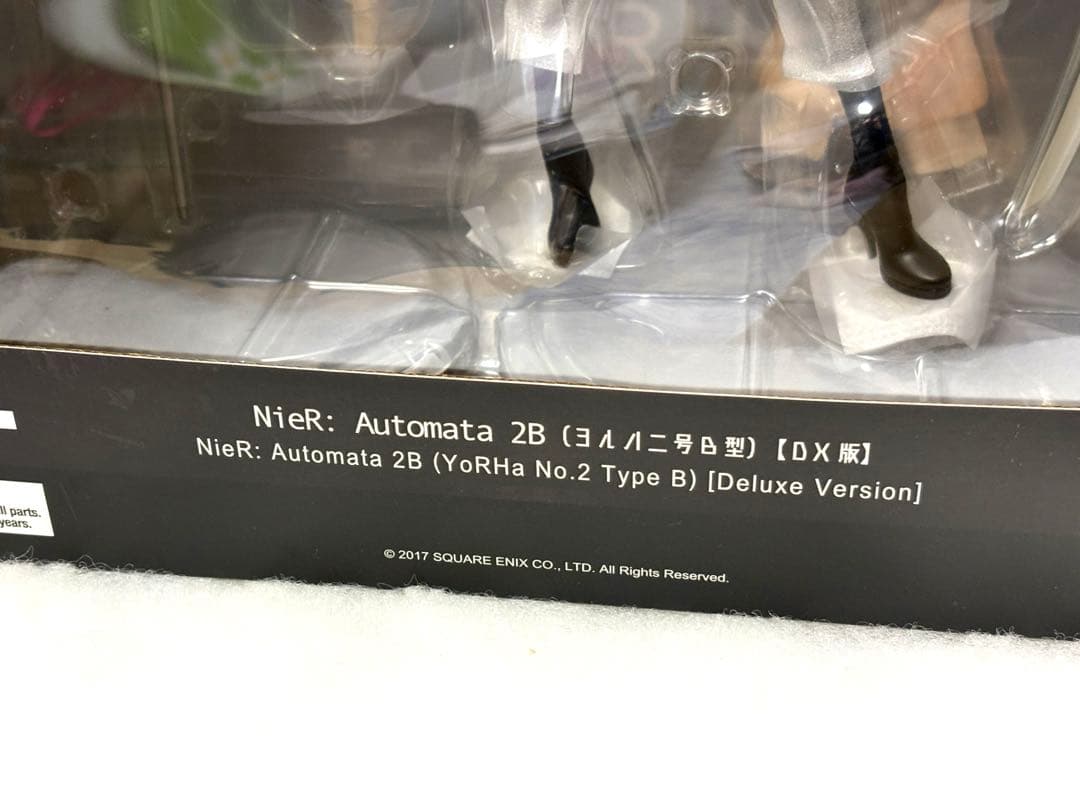 NieR: Automata 2B (ヨルハ二号B型)【DX版】
NieR: Automata 2B (YoRHa No.2 Type B) [Deluxe Version]
ll parts.
years.
© 2017 SQUARE ENIX CO., LTD. All Rights Reserved.